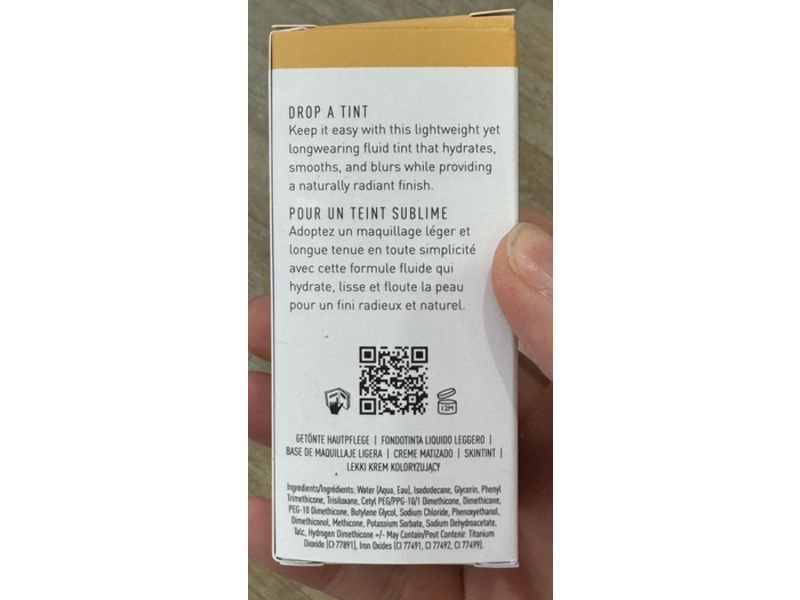 DROP A TINT
Keep it easy with this lightweight yet
longwearing fluid tint that hydrates,
smooths, and blurs while providing
a naturally radiant finish.
POUR UN TEINT SUBLIME
Adoptez un maquillage léger et
longue tenue en toute simplicité
avec cette formule fluide qui
hydrate, lisse et floute la peau
pour un fini radieux et naturel.
12M
GETÖNTE HAUTPFLEGE | FONDOTINTA LIQUIDO LEGGERO |
BASE DE MAQUILLAJE LIGERA | CREME MATIZADO | SKINTINT |
LEKKI KREM KOLORYZUJĄCY
Ingredients/Ingrédients: Water (Aqua, Eau), Isododecane, Glycerin, Phenyl
Trimethicone, Trisiloxane, Cetyl PEG/PPG-10/1 Dimethicone, Dimethicone,
PEG-10 Dimethicone, Butylene Glycol, Sodium Chloride, Phenoxyethanol,
Dimethiconol, Methicone, Potassium Sorbate, Sodium Dehydroacetate,
Talc, Hydrogen Dimethicone +/- May Contain/Peut Contenir: Titanium
Dioxide (CI 77891), Iron Oxides (CI 77491, CI 77492, CI 77499).